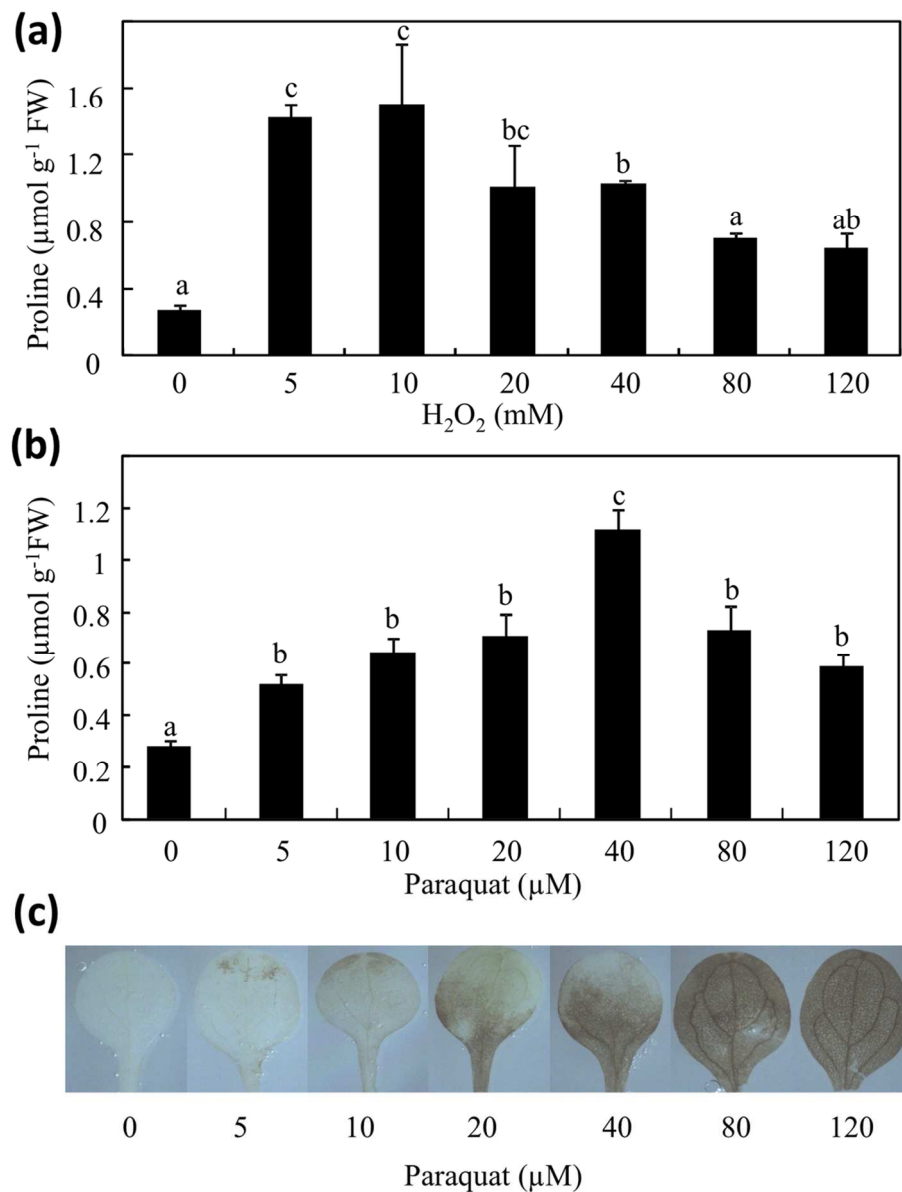 (a)
Proline (µmol g⁻¹ FW)
1.6
1.2
0.8
0.4
0
a
c
c
bc
b
a
ab
0 5 10 20 40 80 120
H₂O₂ (mM)
(b)
Proline (µmol g⁻¹FW)
1.2
1
0.8
0.6
0.4
0.2
0
a
b
b
b
c
b
b
0 5 10 20 40 80 120
Paraquat (µM)
(c)
0 5 10 20 40 80 120
Paraquat (µM)